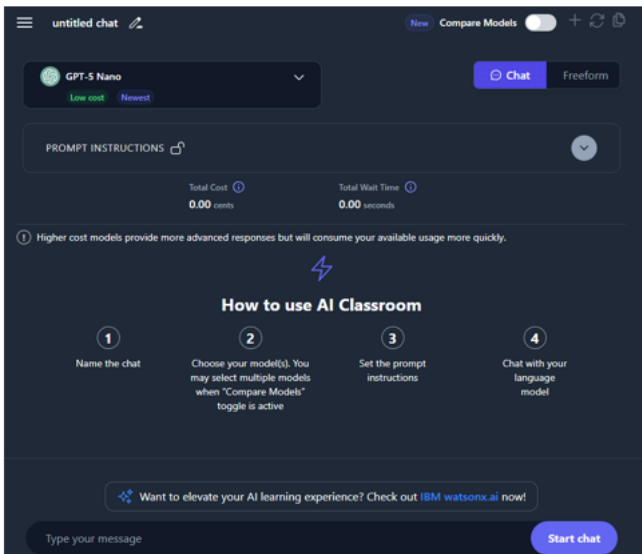 untitled chat
New Compare Models
GPT-5 Nano
Low cost Newest
Chat Freeform
PROMPT INSTRUCTIONS
Total Cost
0.00 cents
Total Wait Time
0.00 seconds
Higher cost models provide more advanced responses but will consume your available usage more quickly.
How to use AI Classroom
1
Name the chat
2
Choose your model(s). You
may select multiple models
when "Compare Models"
toggle is active
3
Set the prompt
instructions
4
Chat with your
language
model
Want to elevate your AI learning experience? Check out IBM watsonx.ai now!
Type your message
Start chat